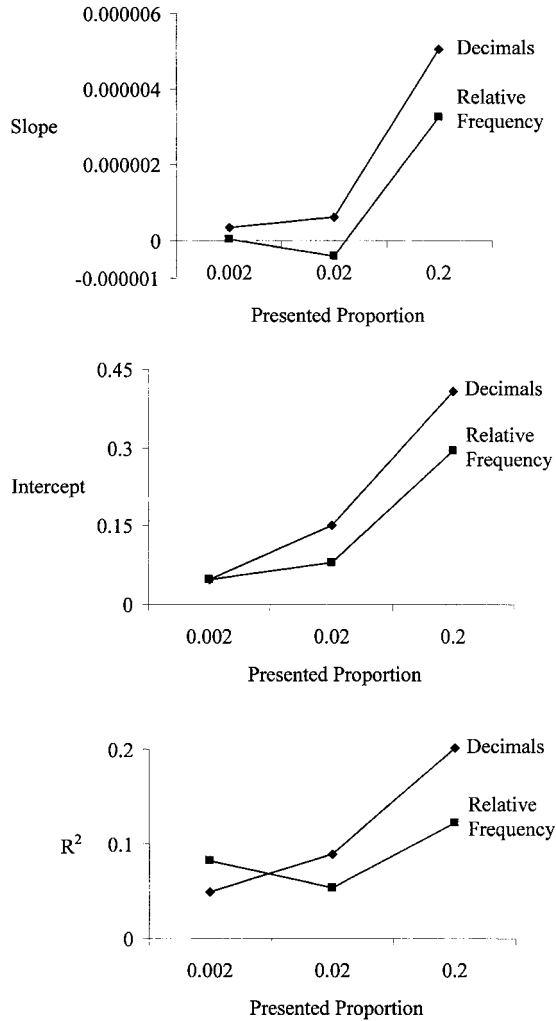 0.000006
Decimals
0.000004
Relative
Frequency
Slope
0.000002
0
-0.000001
0.002 0.02 0.2
Presented Proportion
0.45
Decimals
0.3
Relative
Frequency
Intercept
0.15
0
0.002 0.02 0.2
Presented Proportion
0.2
Decimals
Relative
Frequency
R²
0.1
0
0.002 0.02 0.2
Presented Proportion